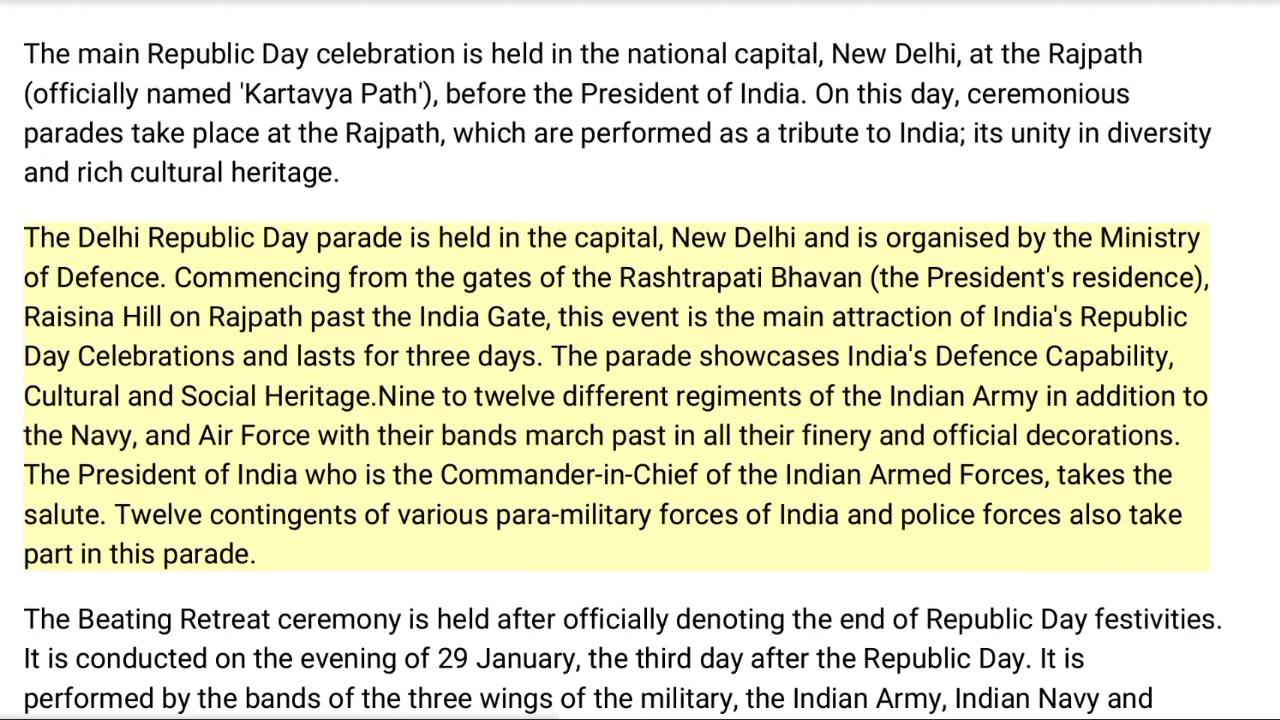 The main Republic Day celebration is held in the national capital, New Delhi, at the Rajpath
(officially named 'Kartavya Path'), before the President of India. On this day, ceremonious
parades take place at the Rajpath, which are performed as a tribute to India; its unity in diversity
and rich cultural heritage.
The Delhi Republic Day parade is held in the capital, New Delhi and is organised by the Ministry
of Defence. Commencing from the gates of the Rashtrapati Bhavan (the President's residence),
Raisina Hill on Rajpath past the India Gate, this event is the main attraction of India's Republic
Day Celebrations and lasts for three days. The parade showcases India's Defence Capability,
Cultural and Social Heritage.Nine to twelve different regiments of the Indian Army in addition to
the Navy, and Air Force with their bands march past in all their finery and official decorations.
The President of India who is the Commander-in-Chief of the Indian Armed Forces, takes the
salute. Twelve contingents of various para-military forces of India and police forces also take
part in this parade.
The Beating Retreat ceremony is held after officially denoting the end of Republic Day festivities.
It is conducted on the evening of 29 January, the third day after the Republic Day. It is
performed by the bands of the three wings of the military, the Indian Army, Indian Navy and